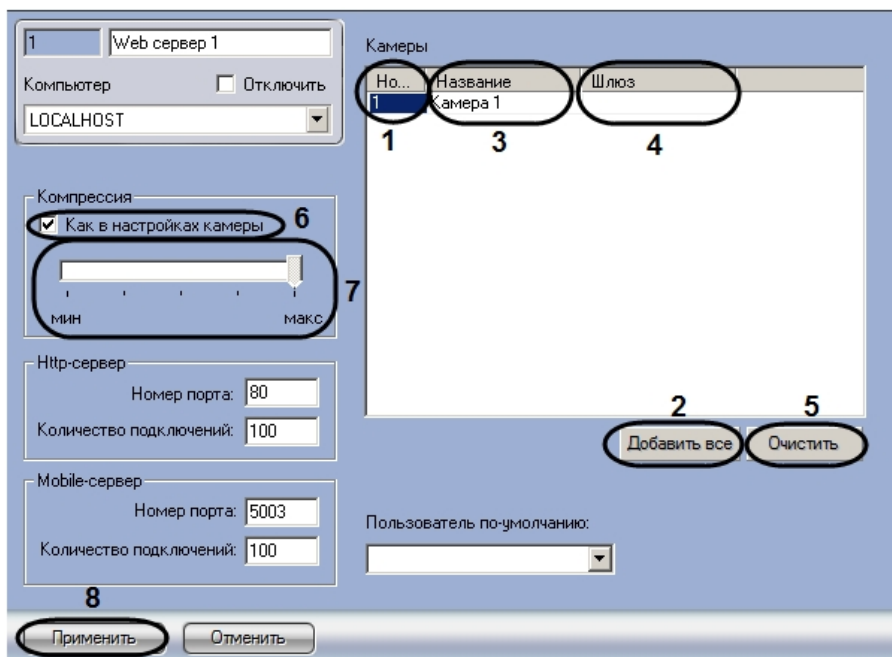 1 Web сервер 1
Компьютер Отключить
LOCALHOST
Компрессия
Как в настройках камеры 6
7
мин макс
Http-сервер
Номер порта: 80
Количество подключений: 100
Mobile-сервер
Номер порта: 5003
Количество подключений: 100
Камеры
Но... Название Шлюз
1 Камера 1
1 3 4
2 5
Добавить все Очистить
Пользователь по-умолчанию:
8
Применить Отменить